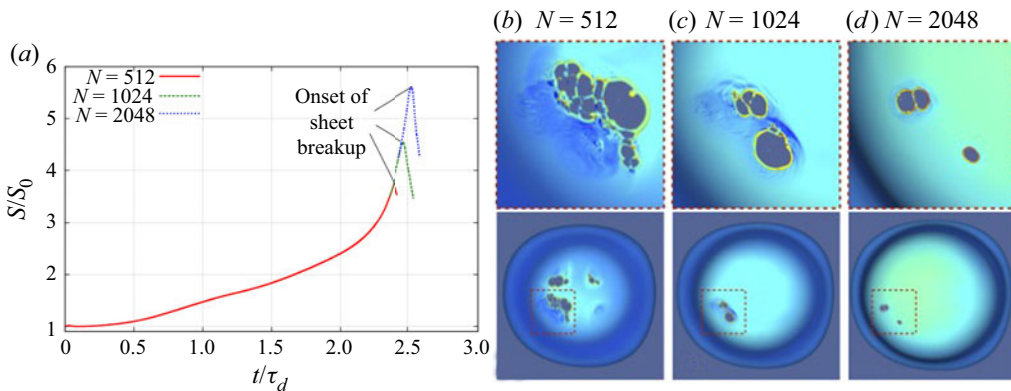 (b) N = 512
(c) N = 1024
(d) N = 2048
(a)
6
5
4
3
2
1
S/S0
N = 512
N = 1024
N = 2048
Onset of
sheet
breakup
0
0.5
1.0
1.5
2.0
2.5
3.0
t/τd